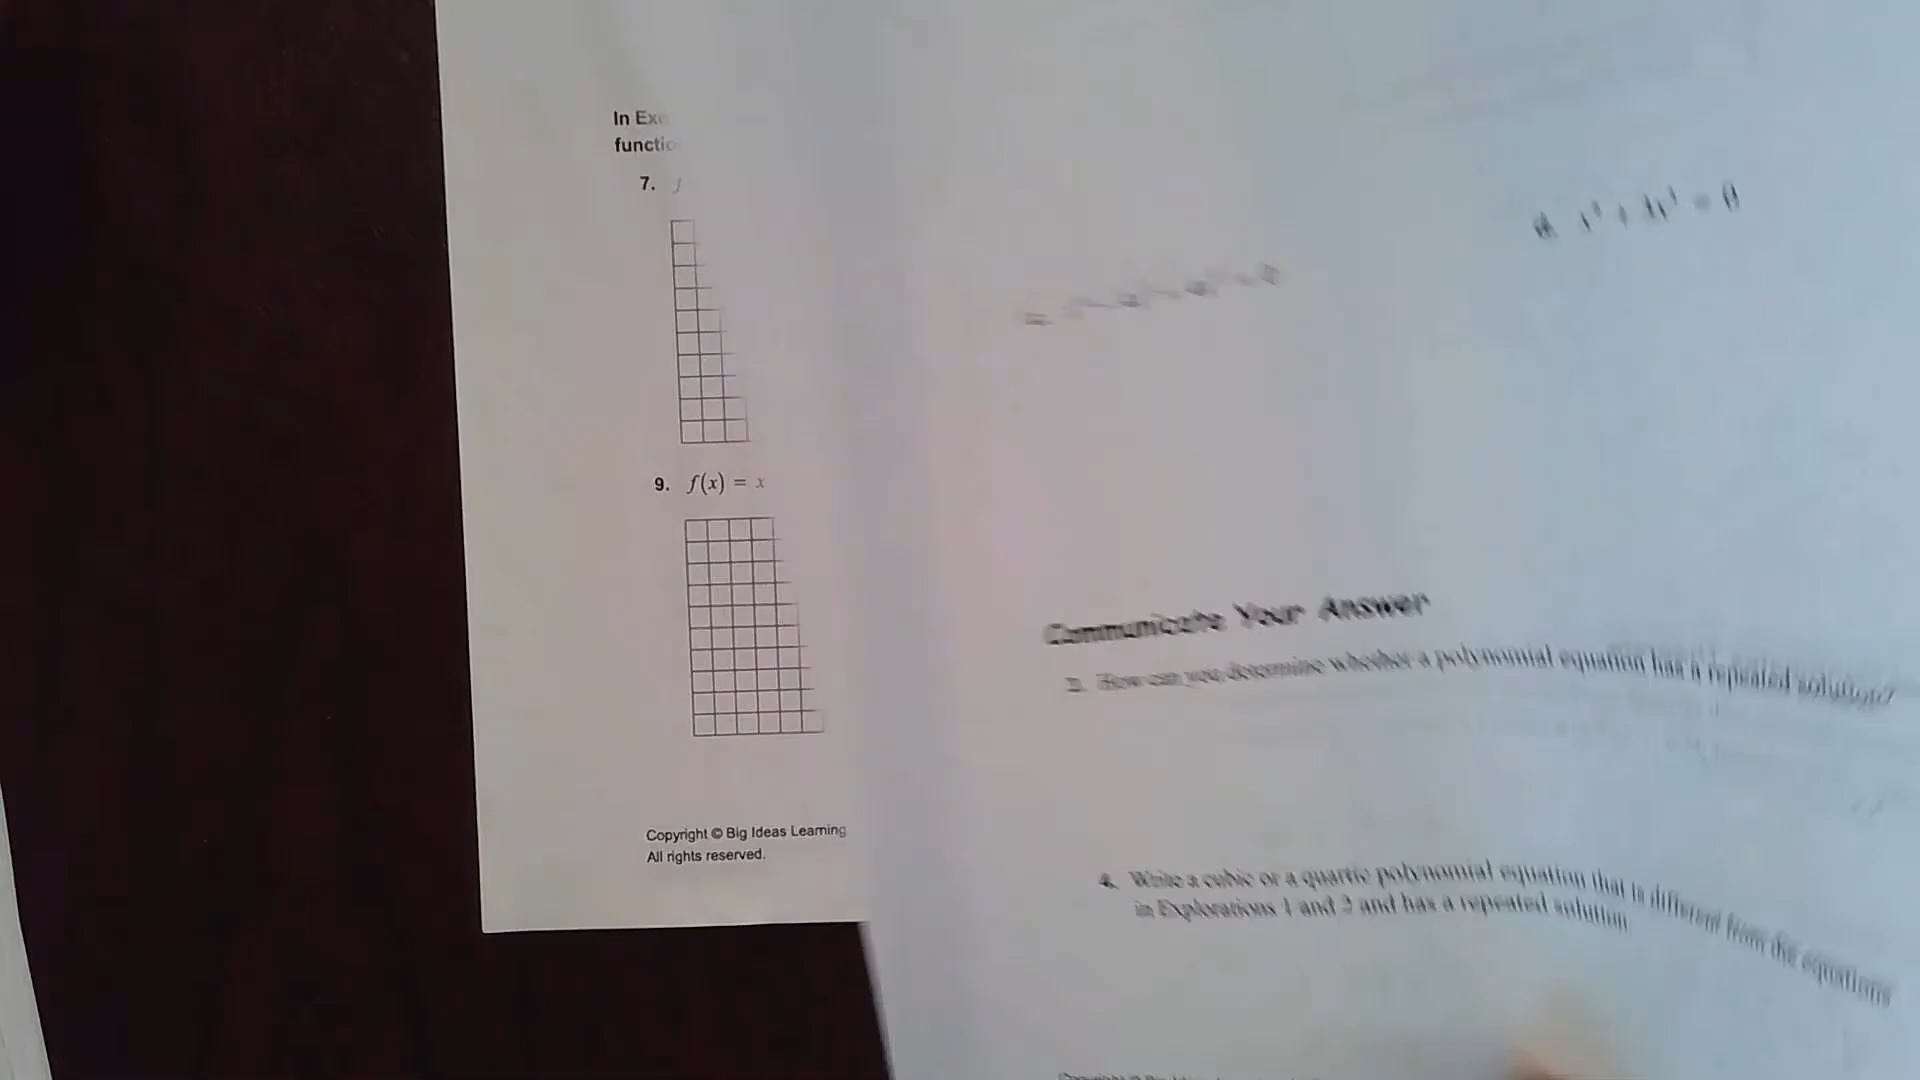 In Ex
functio
7. f
9. f(x) = x
Copyright © Big Ideas Learning
All rights reserved.
Communicate Your Answer
3. How can you determine whether a polynomial equation has a repeated solution?
4. Write a cubic or a quartic polynomial equation that is different from the equations
in Explorations 1 and 2 and has a repeated solution